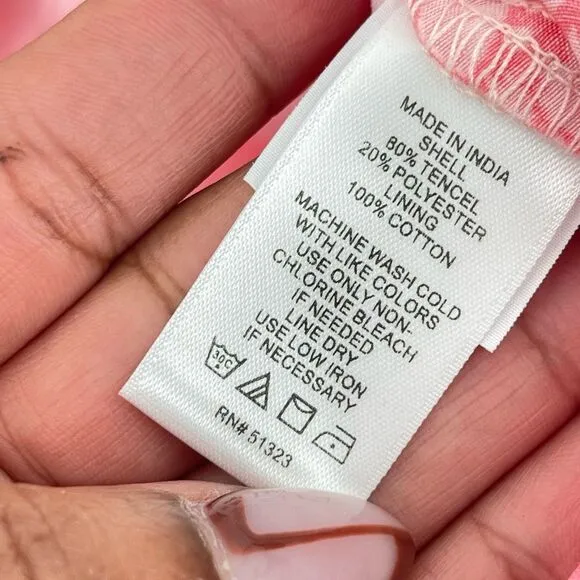 MADE IN INDIA
SHELL
80% TENCEL
20% POLYESTER
LINING
100% COTTON
MACHINE WASH COLD
WITH LIKE COLORS
USE ONLY NON-
CHLORINE BLEACH
IF NEEDED
LINE DRY
USE LOW IRON
IF NECESSARY
30C
RN# 51323